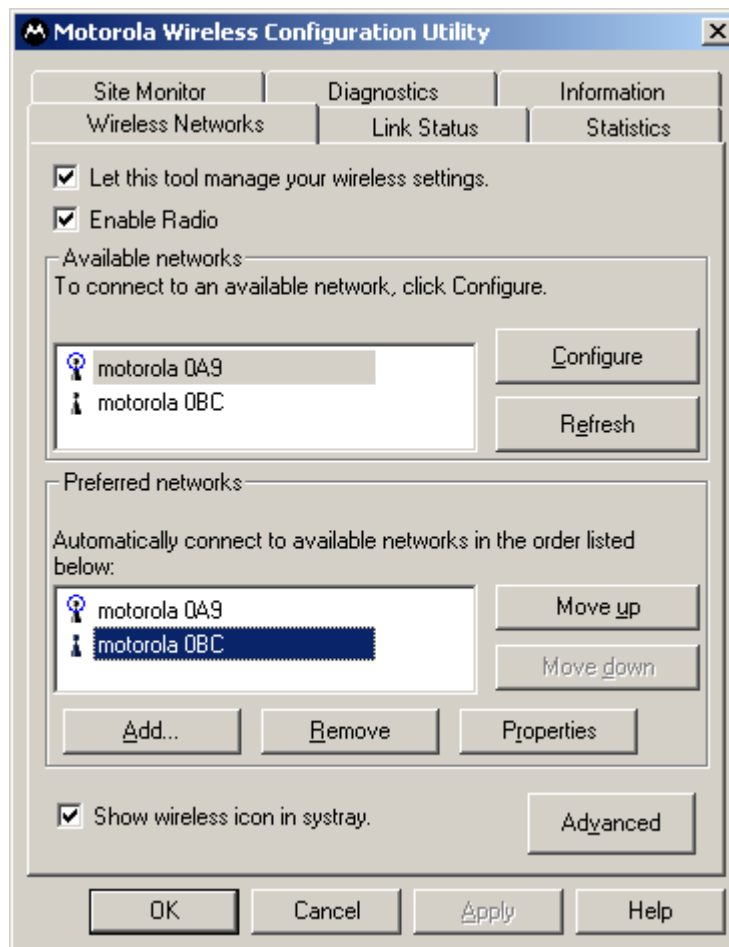 Motorola Wireless Configuration Utility
Site Monitor Diagnostics Information
Wireless Networks Link Status Statistics
Let this tool manage your wireless settings.
Enable Radio
Available networks
To connect to an available network, click Configure.
motorola 0A9
motorola 0BC
Configure
Refresh
Preferred networks
Automatically connect to available networks in the order listed
below:
motorola 0A9
motorola 0BC
Move up
Move down
Add... Remove Properties
Show wireless icon in systray.
Advanced
OK Cancel Apply Help